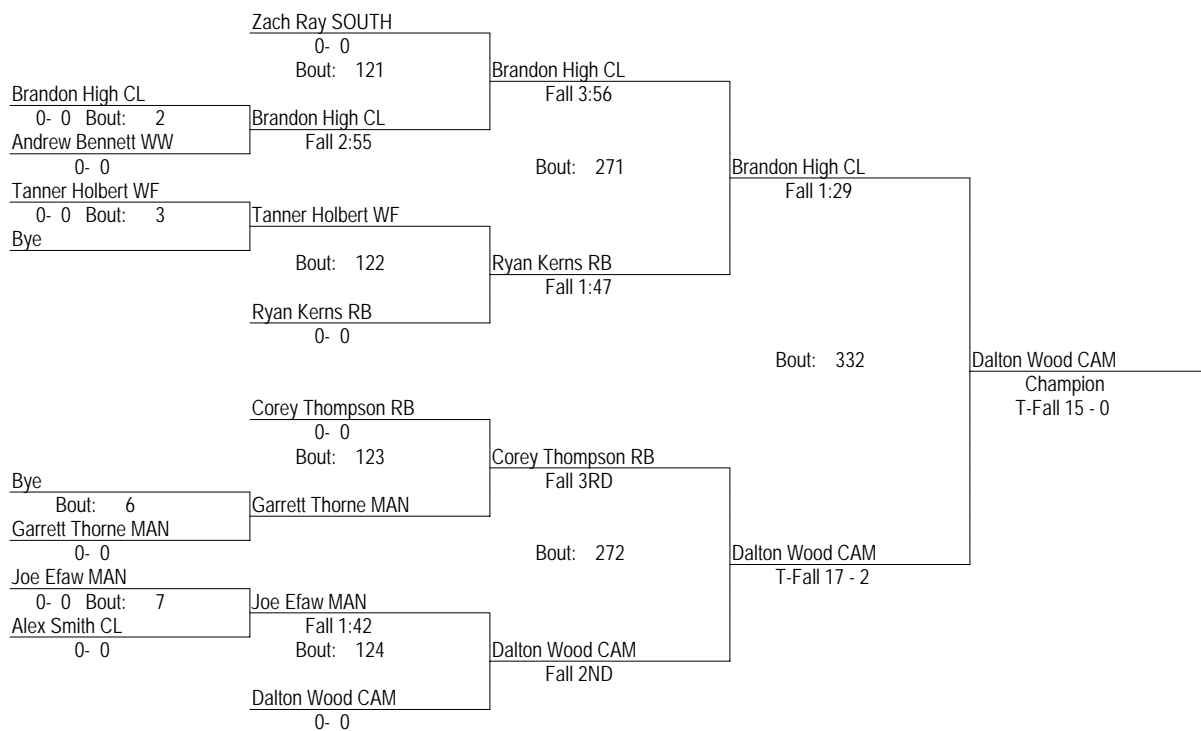 Zach Ray SOUTH
0- 0
Bout: 121
Brandon High CL
Fall 3:56
Brandon High CL
0- 0 Bout: 2
Brandon High CL
Fall 2:55
Andrew Bennett WW
0- 0
Bout: 271
Brandon High CL
Fall 1:29
Tanner Holbert WF
0- 0 Bout: 3
Tanner Holbert WF
Bye
Bout: 122
Ryan Kerns RB
Fall 1:47
Ryan Kerns RB
0- 0
Bout: 332
Dalton Wood CAM
Champion
T-Fall 15 - 0
Corey Thompson RB
0- 0
Bout: 123
Corey Thompson RB
Fall 3RD
Bye
Bout: 6
Garrett Thorne MAN
Garrett Thorne MAN
0- 0
Bout: 272
Dalton Wood CAM
T-Fall 17 - 2
Joe Efaw MAN
0- 0 Bout: 7
Joe Efaw MAN
Fall 1:42
Alex Smith CL
0- 0
Bout: 124
Dalton Wood CAM
Fall 2ND
Dalton Wood CAM
0- 0